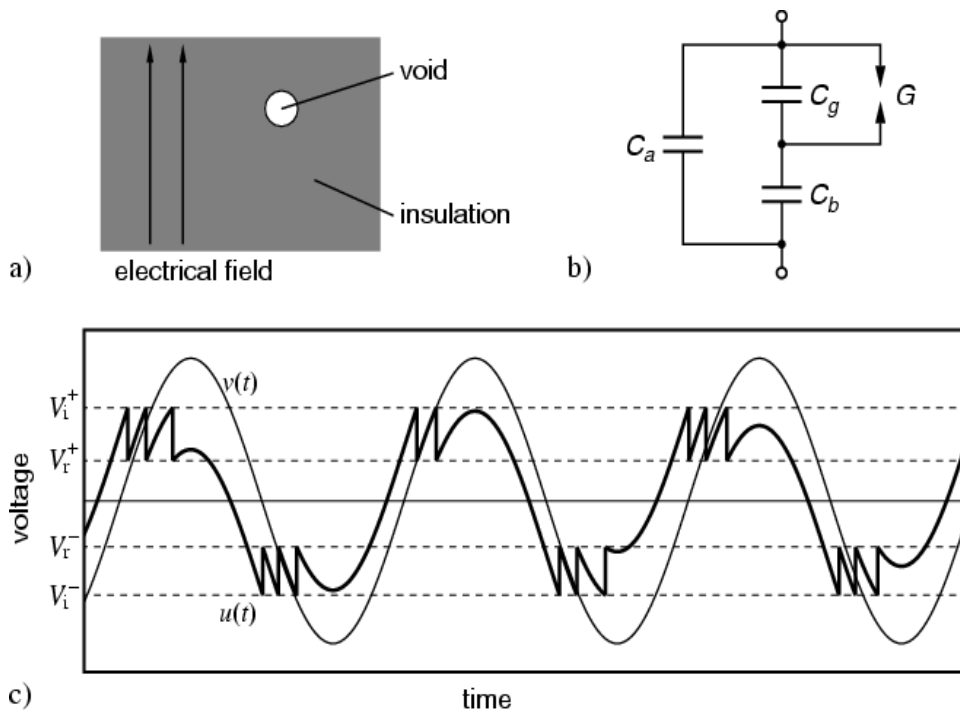 void
insulation
electrical field
a)
C_a
C_g
G
C_b
b)
voltage
V_i^+
V_r^+
V_r^-
V_i^-
v(t)
u(t)
c)
time